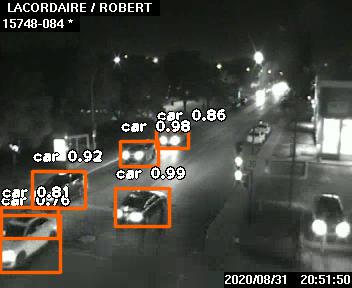 LACORDAIRE / ROBERT
15748-084 *
car 0.86
car 0.98
car 0.92
car 0.99
car 0.81
car 0.76
2020/08/31 20:51:50